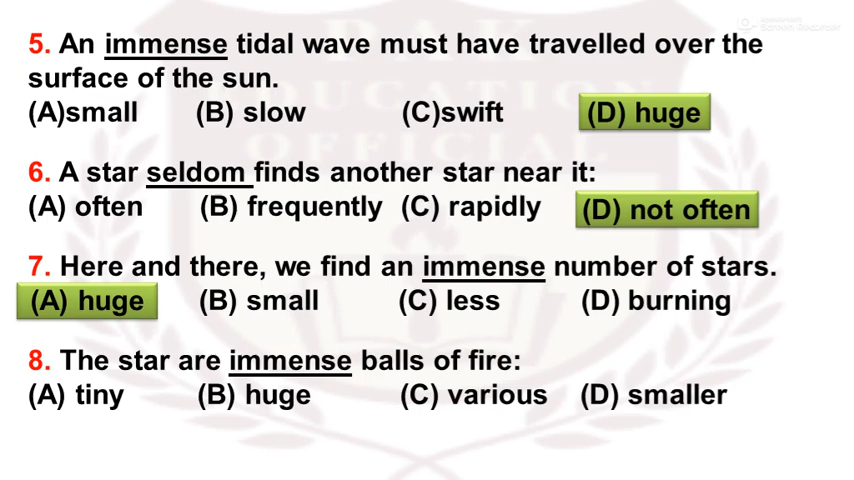 5. An immense tidal wave must have travelled over the
surface of the sun.
(A)small (B) slow (C)swift (D) huge
6. A star seldom finds another star near it:
(A) often (B) frequently (C) rapidly (D) not often
7. Here and there, we find an immense number of stars.
(A) huge (B) small (C) less (D) burning
8. The star are immense balls of fire:
(A) tiny (B) huge (C) various (D) smaller
PAK
EDUCATION
OFFICIAL